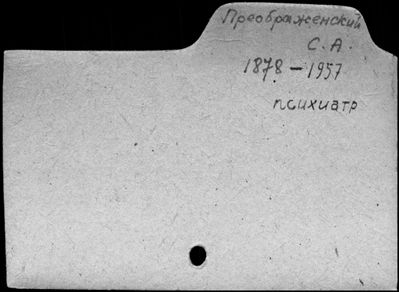 Преображенский
С. А.
1878 – 1957
психиатр